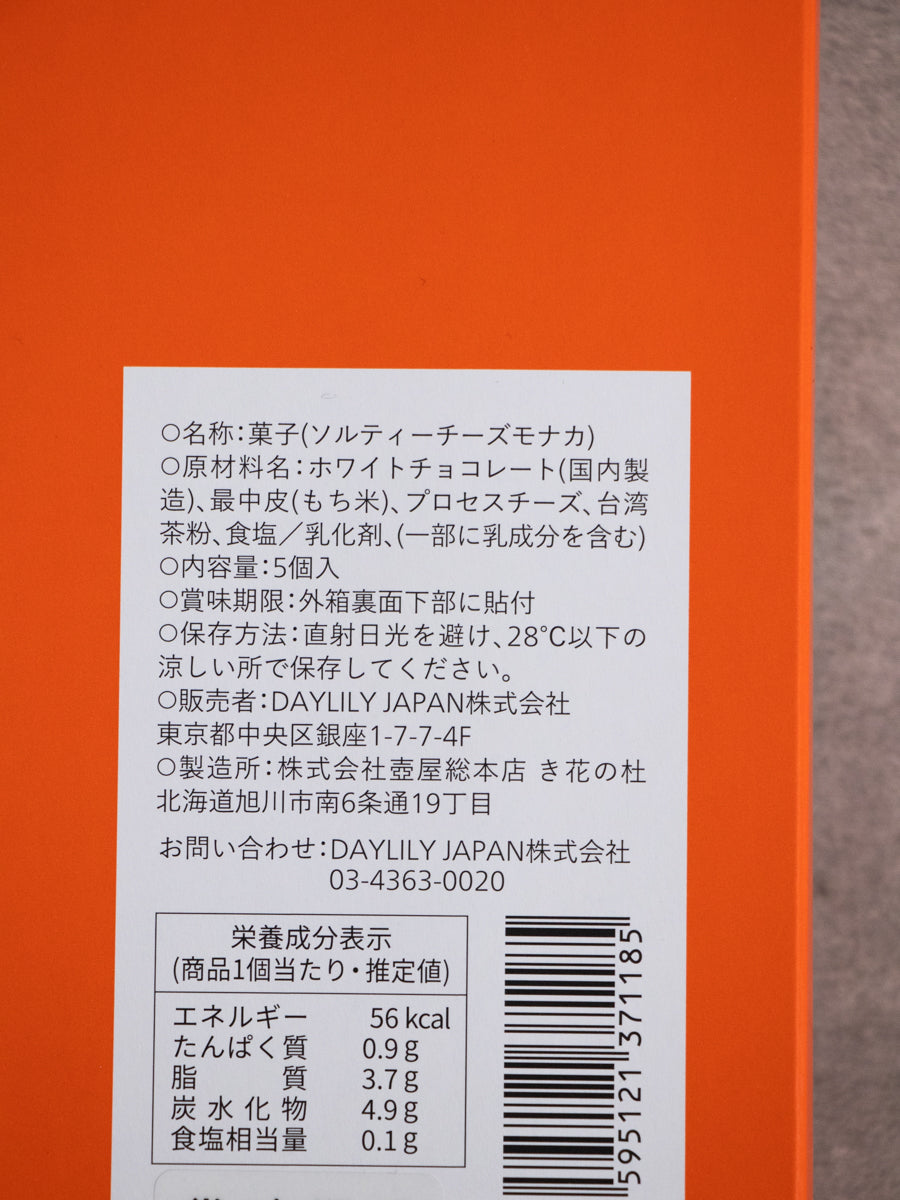 ○名称：菓子(ソルティーチーズモナカ)
○原材料名：ホワイトチョコレート(国内製
造)、最中皮(もち米)、プロセスチーズ、台湾
茶粉、食塩／乳化剤、(一部に乳成分を含む)
○内容量：5個入
○賞味期限：外箱裏面下部に貼付
○保存方法：直射日光を避け、28℃以下の
涼しい所で保存してください。
○販売者：DAYLILY JAPAN株式会社
東京都中央区銀座1-7-7-4F
○製造所：株式会社壺屋総本店 き花の杜
北海道旭川市南6条通19丁目
お問い合わせ：DAYLILY JAPAN株式会社
03-4363-0020
栄養成分表示
(商品1個当たり・推定値)
エネルギー 56 kcal
たんぱく質 0.9 g
脂質 3.7 g
炭水化物 4.9 g
食塩相当量 0.1 g
595121 371185